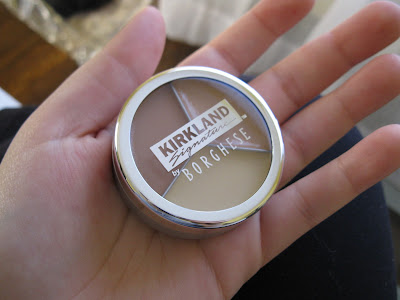 KIRKLAND
Signature
by BORGHESE